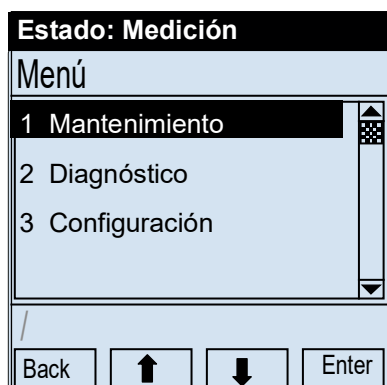 Estado: Medición
Menú
1 Mantenimiento
2 Diagnóstico
3 Configuración
/
Back ⬆ ⬇ Enter